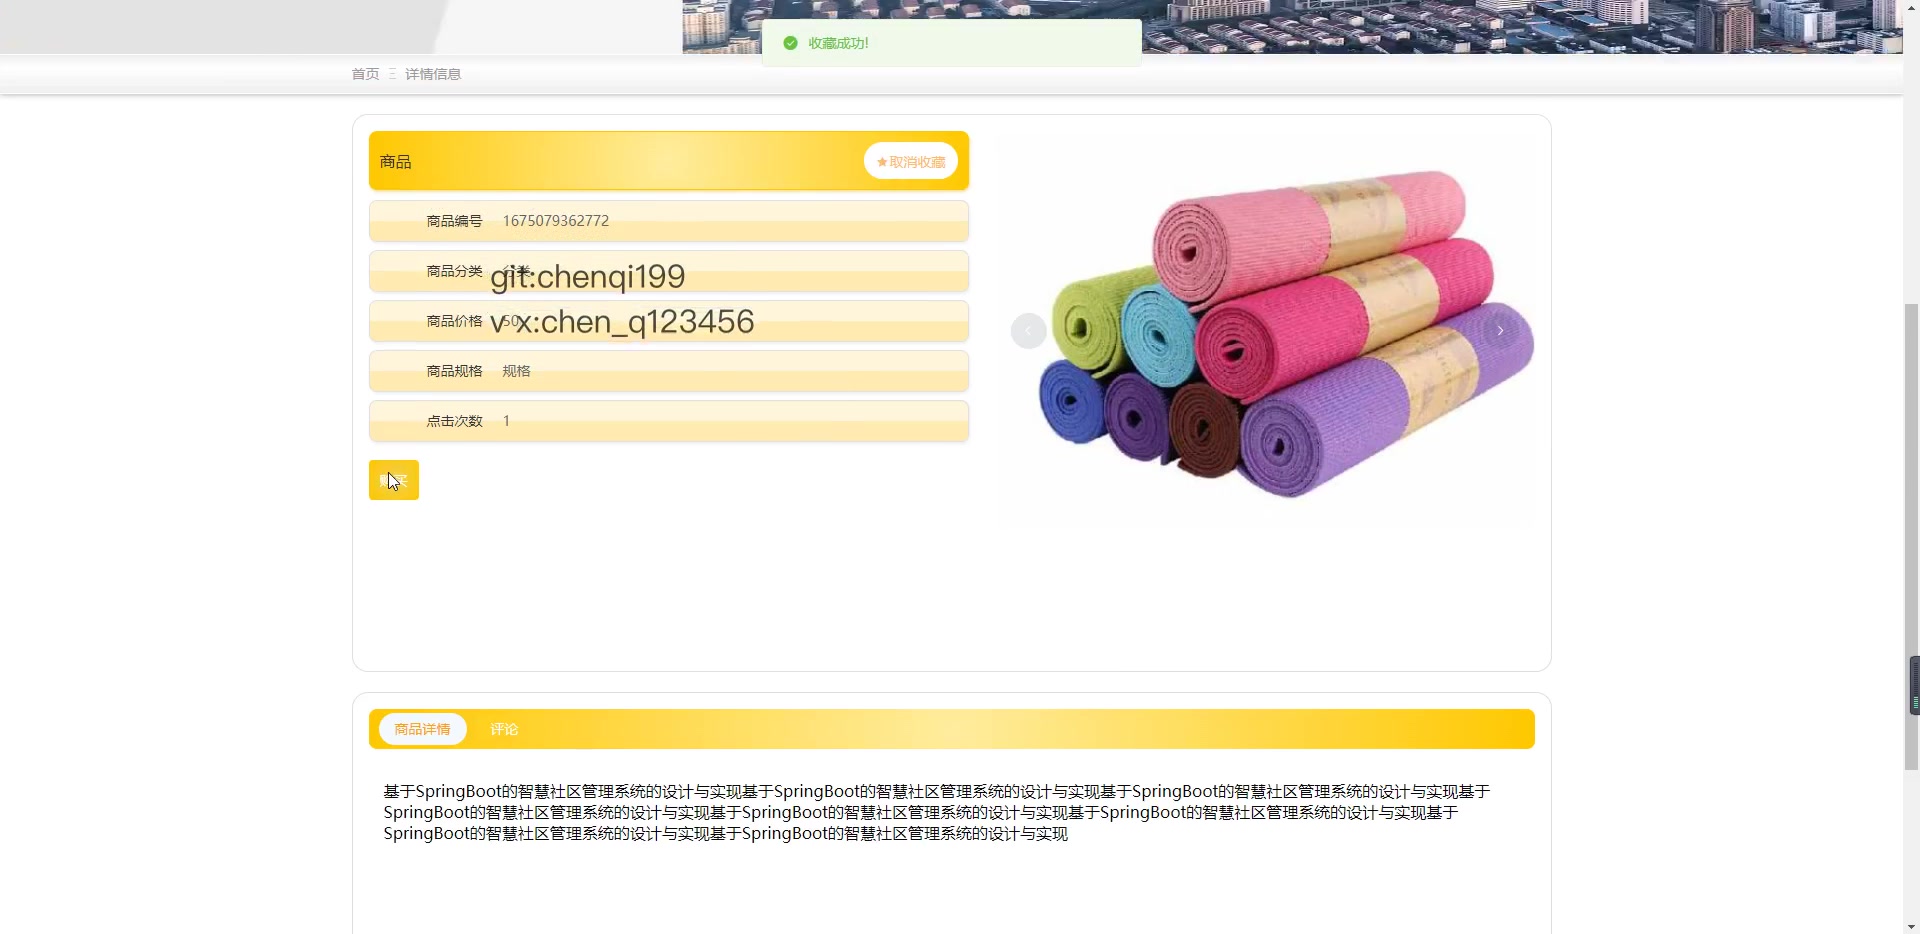 收藏成功!
首页
详情信息
商品
★取消收藏
商品编号 1675079362772
商品分类 分类
git:chenqi199
商品价格 50
v x:chen_q123456
商品规格 规格
点击次数 1
购买
商品详情 评论
基于SpringBoot的智慧社区管理系统的设计与实现基于SpringBoot的智慧社区管理系统的设计与实现基于SpringBoot的智慧社区管理系统的设计与实现基于
SpringBoot的智慧社区管理系统的设计与实现基于SpringBoot的智慧社区管理系统的设计与实现基于SpringBoot的智慧社区管理系统的设计与实现基于
SpringBoot的智慧社区管理系统的设计与实现基于SpringBoot的智慧社区管理系统的设计与实现